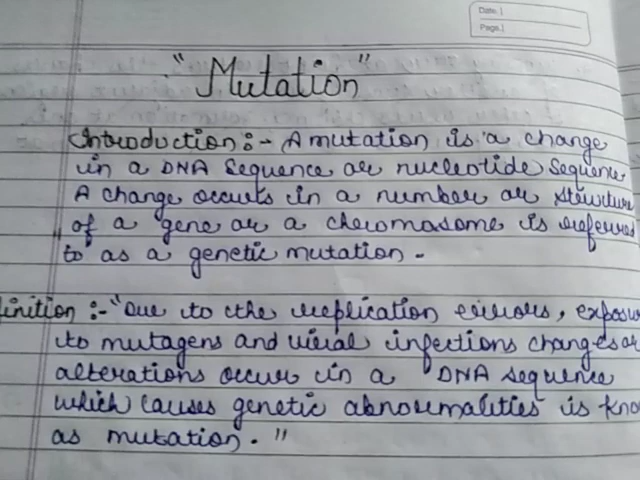 Date. |
Page. |
"Mutation"
Introduction :- A mutation is a change
in a DNA Sequence or nucleotide Sequence
A change occurs in a number or structure
of a gene or a chromosome is referred
to as a genetic mutation.
finition :- "Due to the replication errors, exposur
to mutagens and viral infections changes or
alterations occur in a DNA sequence
which causes genetic abnormalities is kno
as mutation."